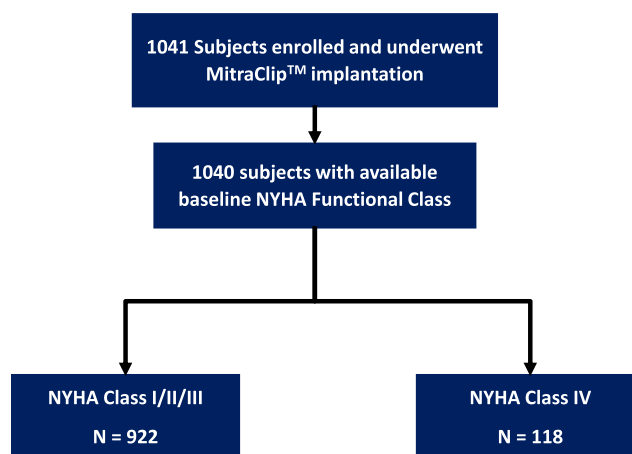 1041 Subjects enrolled and underwent
MitraClip™ implantation
1040 subjects with available
baseline NYHA Functional Class
NYHA Class I/II/III
N = 922
NYHA Class IV
N = 118